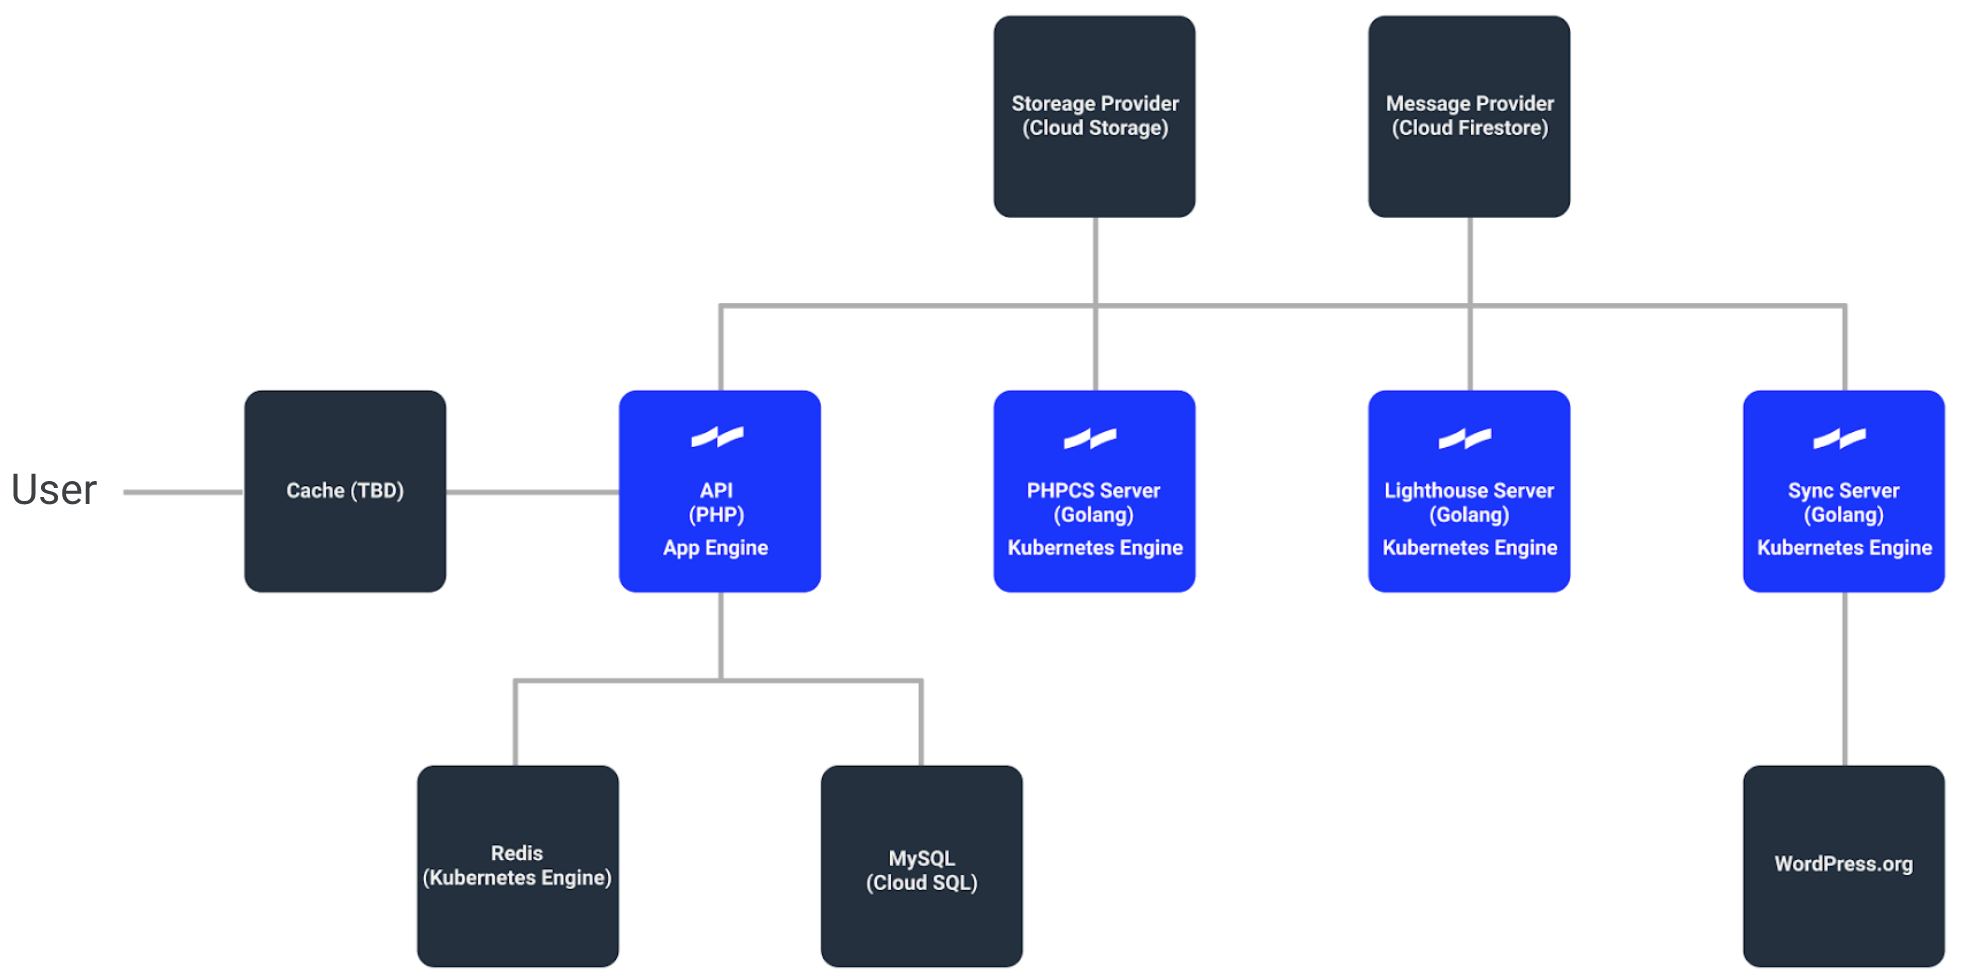 Storeage Provider
(Cloud Storage)
Message Provider
(Cloud Firestore)
User
Cache (TBD)
API
(PHP)
App Engine
PHPCS Server
(Golang)
Kubernetes Engine
Lighthouse Server
(Golang)
Kubernetes Engine
Sync Server
(Golang)
Kubernetes Engine
Redis
(Kubernetes Engine)
MySQL
(Cloud SQL)
WordPress.org